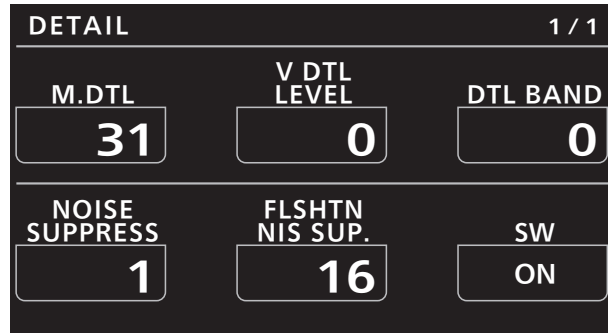 DETAIL 1/1
M.DTL V DTL LEVEL DTL BAND
31 0 0
NOISE SUPPRESS FLSHTN NIS SUP. SW
1 16 ON